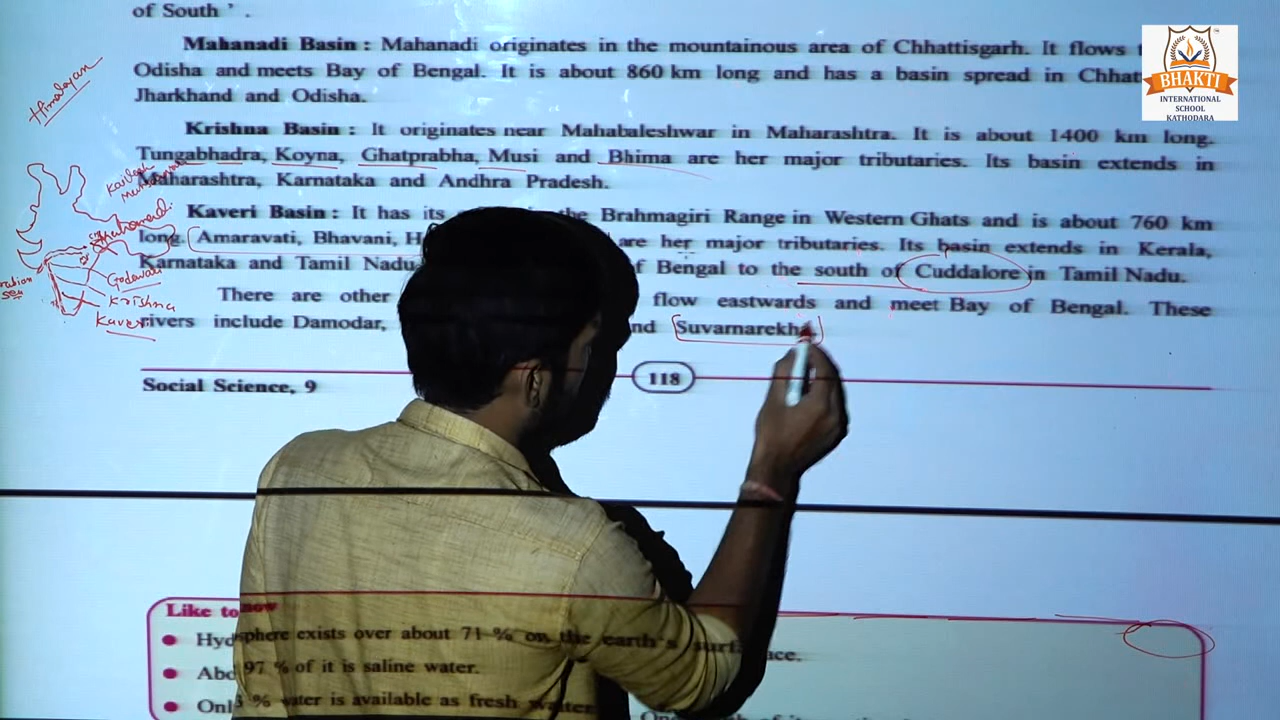 of South ' .
Mahanadi Basin : Mahanadi originates in the mountainous area of Chhattisgarh. It flows
Odisha and meets Bay of Bengal. It is about 860 km long and has a basin spread in
Jharkhand and Odisha.
Krishna Basin : It originates near Mahabaleshwar in Maharashtra. It is about 1400 km long.
Tungabhadra, Koyna, Ghatprabha, Musi and Bhima are her major tributaries. Its basin extends in
Maharashtra, Karnataka and Andhra Pradesh.
Kaveri Basin : It has its the Brahmagiri Range in Western Ghats and is about 760 km
long. Amaravati, Bhavani, are her major tributaries. Its basin extends in Kerala,
Karnataka and Tamil Nadu of Bengal to the south of Cuddalore in Tamil Nadu.
There are other flow eastwards and meet Bay of Bengal. These
rivers include Damodar, Suvarnarekha.
Social Science, 9
118
Like to
sphere exists over about 71 % on the earth's
97 % of it is saline water.
% water is available as fresh water
Himalayan
Godavari
Krishna
Kaveri
sea
BHAKTI
INTERNATIONAL
SCHOOL
KATHODARA